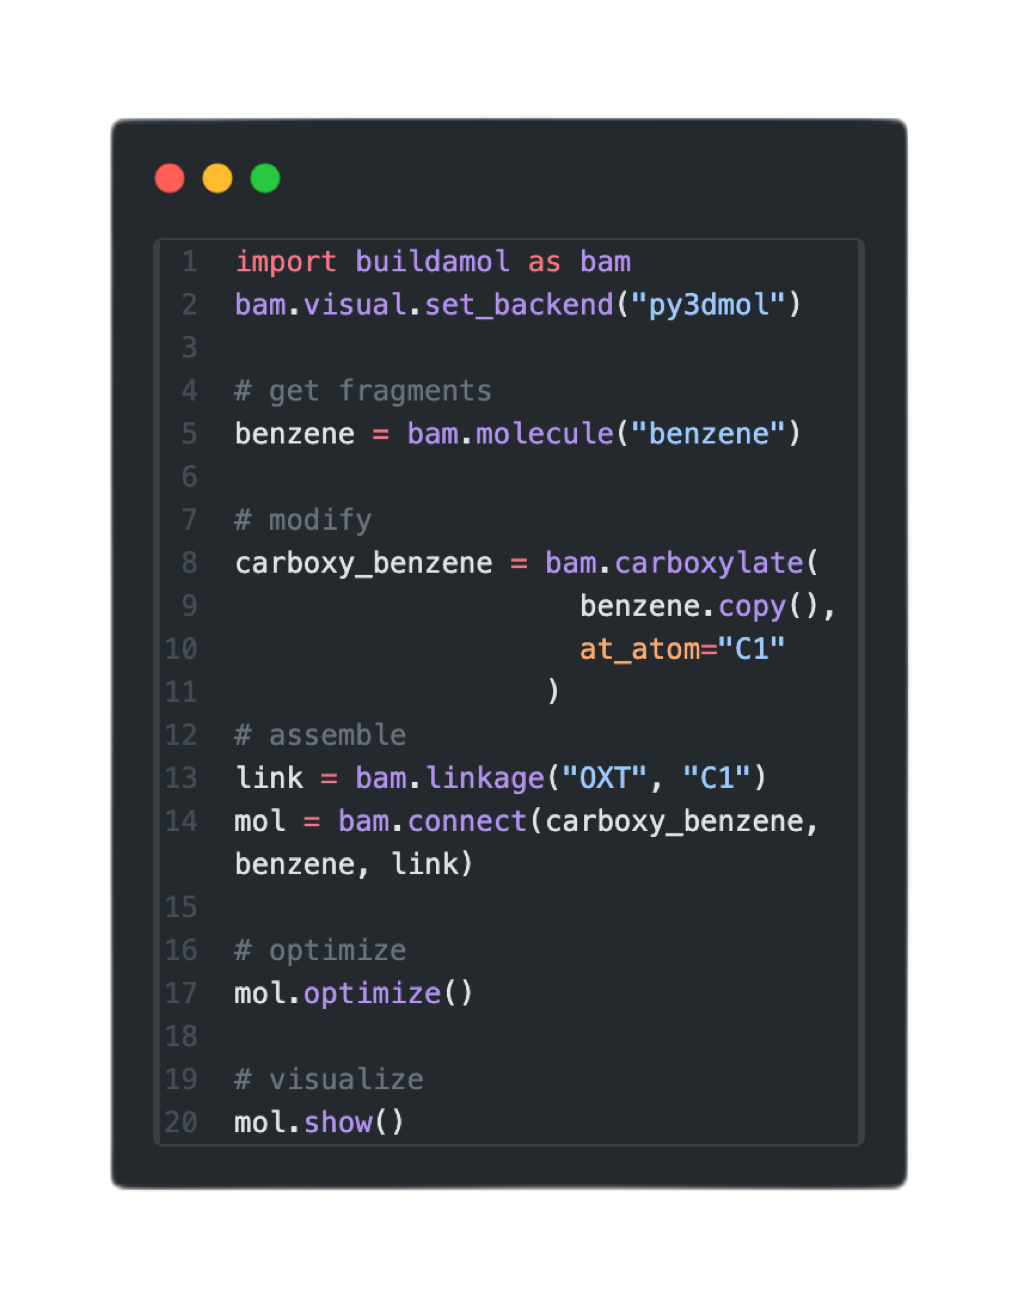 1 import buildamol as bam
2 bam.visual.set_backend("py3dmol")
3
4 # get fragments
5 benzene = bam.molecule("benzene")
6
7 # modify
8 carboxy_benzene = bam.carboxylate(
9                     benzene.copy(),
10                     at_atom="C1"
11                   )
12 # assemble
13 link = bam.linkage("OXT", "C1")
14 mol = bam.connect(carboxy_benzene,
benzene, link)
15
16 # optimize
17 mol.optimize()
18
19 # visualize
20 mol.show()